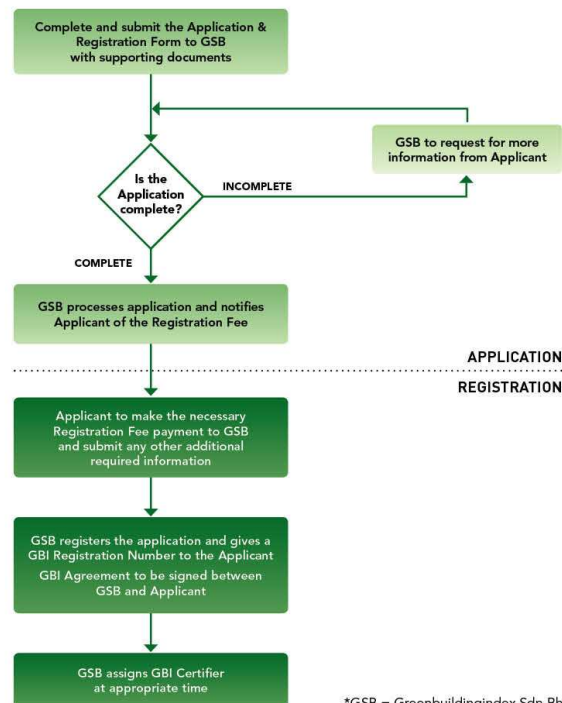 Complete and submit the Application &
Registration Form to GSB
with supporting documents
GSB to request for more
information from Applicant
Is the
Application
complete?
INCOMPLETE
COMPLETE
GSB processes application and notifies
Applicant of the Registration Fee
APPLICATION
REGISTRATION
Applicant to make the necessary
Registration Fee payment to GSB
and submit any other additional
required information
GSB registers the application and gives a
GBI Registration Number to the Applicant
GBI Agreement to be signed between
GSB and Applicant
GSB assigns GBI Certifier
at appropriate time
*GSB = Greenbuildingindex Sdn Bh